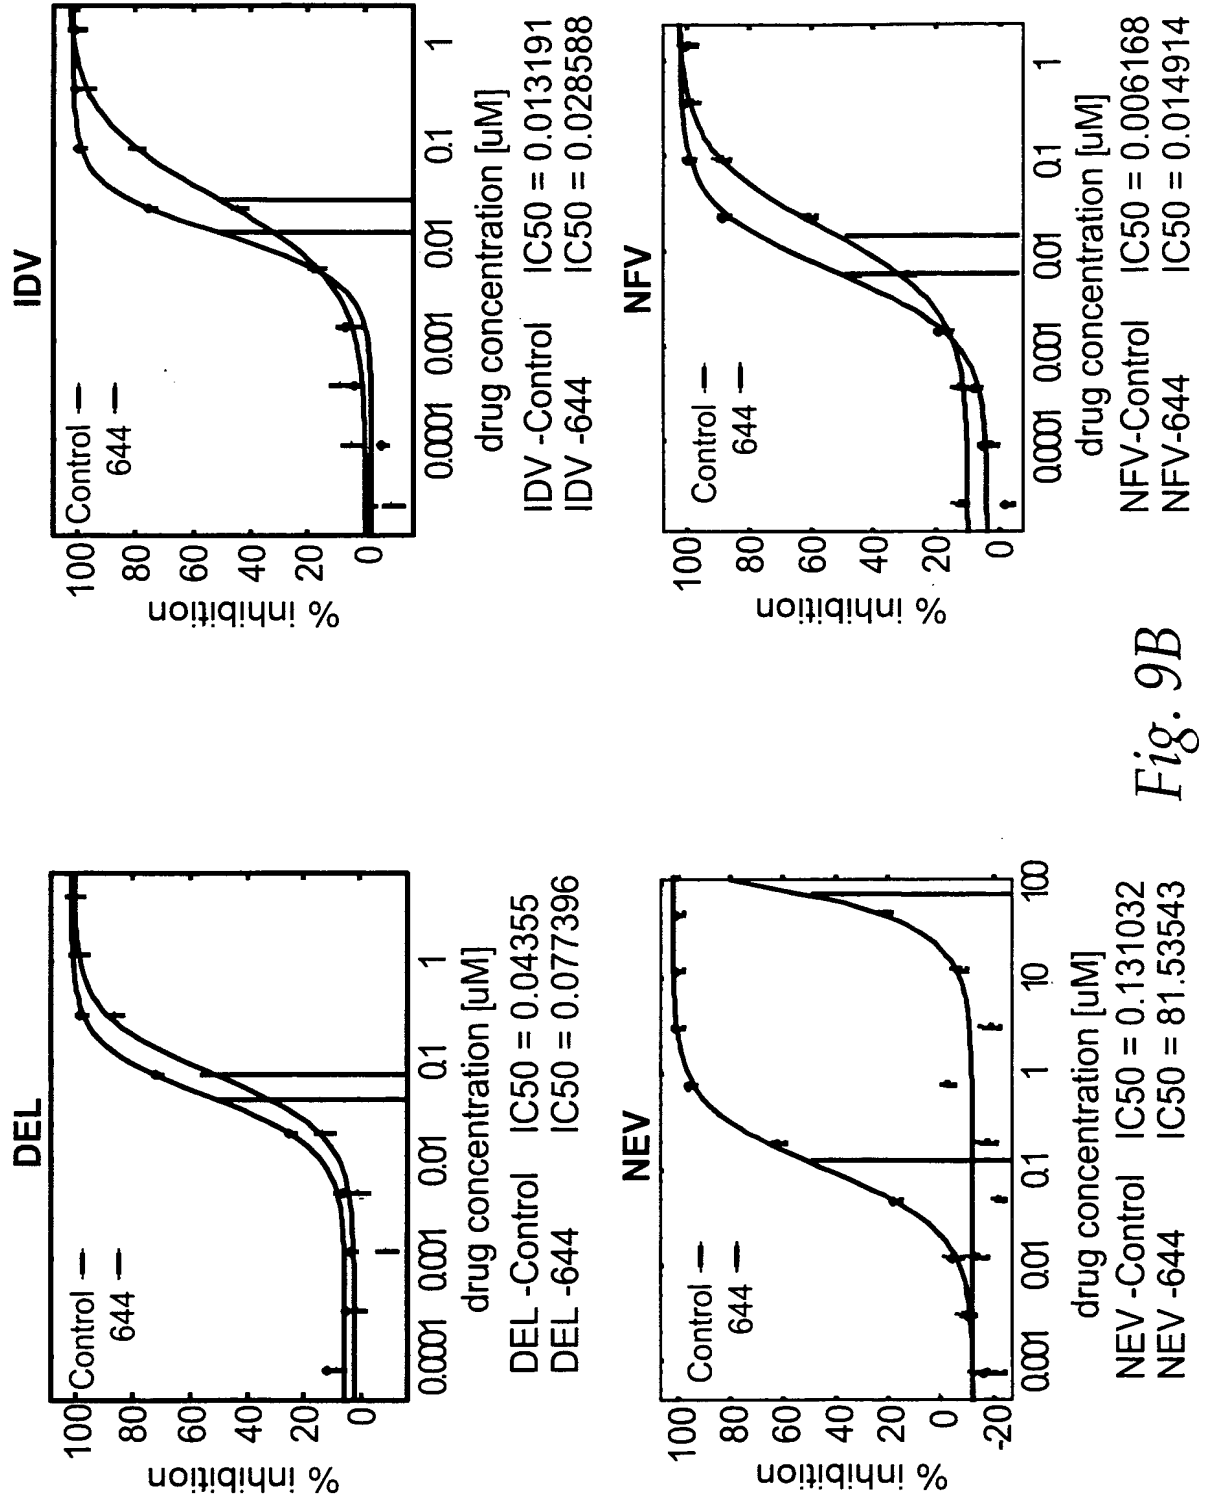 DEL
% inhibition
100
80
60
40
20
0
Control
644
0.0001 0.001 0.01 0.1 1
drug concentration [uM]
DEL -Control IC50 = 0.04355
DEL -644 IC50 = 0.077396
IDV
% inhibition
100
80
60
40
20
0
Control
644
0.0001 0.001 0.01 0.1 1
drug concentration [uM]
IDV -Control IC50 = 0.013191
IDV -644 IC50 = 0.028588
NEV
% inhibition
100
80
60
40
20
0
-20
Control
644
0.001 0.01 0.1 1 10 100
drug concentration [uM]
NEV -Control IC50 = 0.131032
NEV -644 IC50 = 81.53543
NFV
% inhibition
100
80
60
40
20
0
Control
644
0.0001 0.001 0.01 0.1 1
drug concentration [uM]
NFV-Control IC50 = 0.006168
NFV-644 IC50 = 0.014914
Fig. 9B